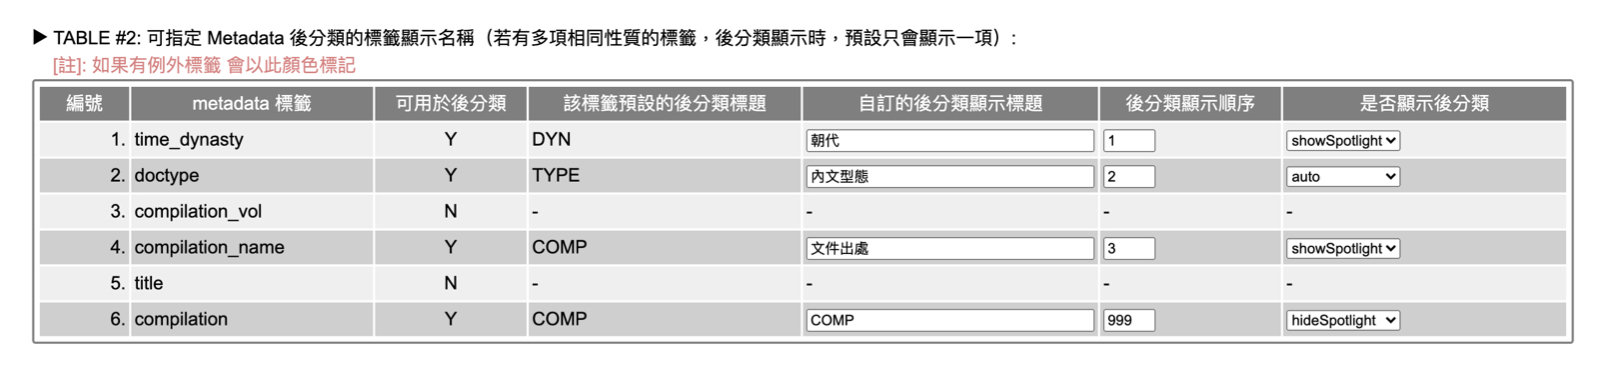 ▶ TABLE #2: 可指定 Metadata 後分類的標籤顯示名稱（若有多項相同性質的標籤，後分類顯示時，預設只會顯示一項）:
[註]: 如果有例外標籤 會以此顏色標記
編號 metadata 標籤 可用於後分類 該標籤預設的後分類標題 自訂的後分類顯示標題 後分類顯示順序 是否顯示後分類
1. time_dynasty Y DYN 朝代 1 showSpotlight
2. doctype Y TYPE 內文型態 2 auto
3. compilation_vol N - - - -
4. compilation_name Y COMP 文件出處 3 showSpotlight
5. title N - - - -
6. compilation Y COMP COMP 999 hideSpotlight